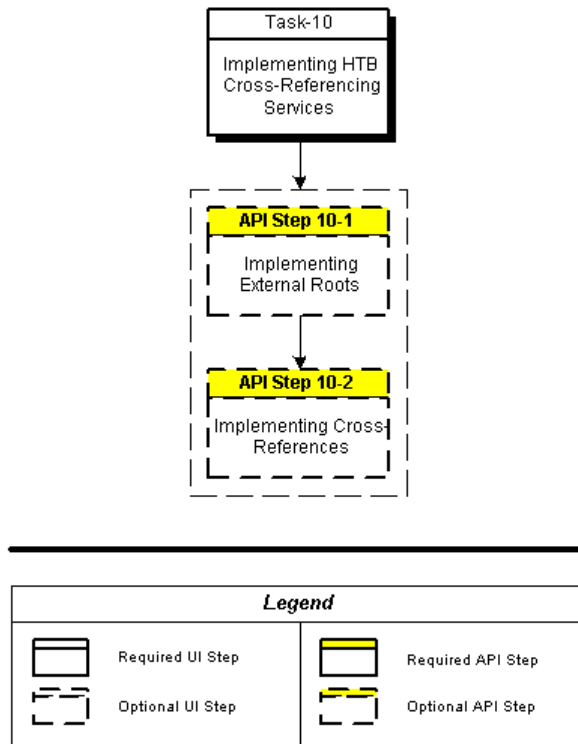 Task-10
Implementing HTB
Cross-Referencing
Services
API Step 10-1
Implementing
External Roots
API Step 10-2
Implementing Cross-
References
Legend
Required UI Step
Required API Step
Optional UI Step
Optional API Step